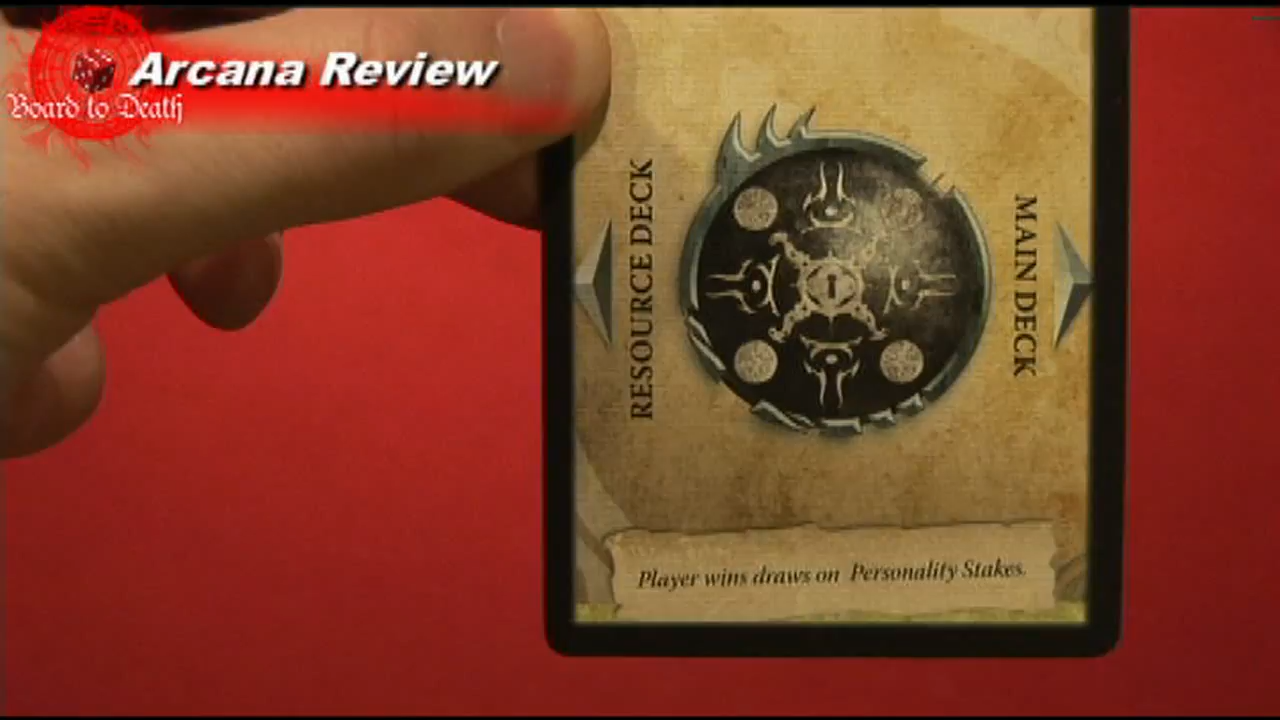 Arcana Review
Board to Death
RESOURCE DECK
MAIN DECK
Player wins draws on Personality Stakes.